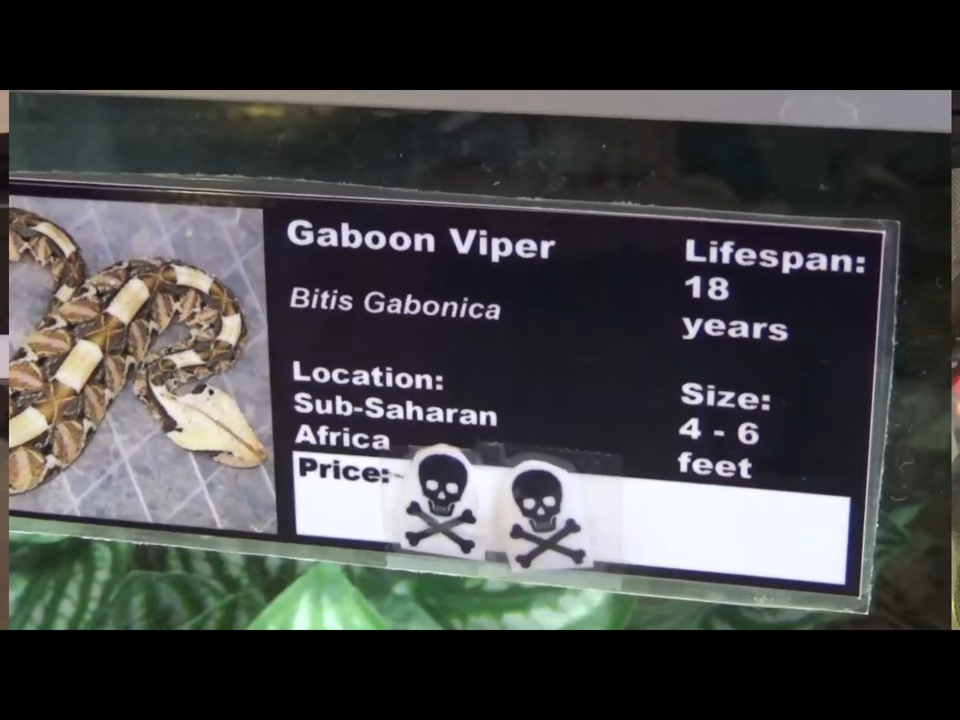 Gaboon Viper
Bitis Gabonica
Location:
Sub-Saharan
Africa
Price:
Lifespan:
18
years
Size:
4 - 6
feet